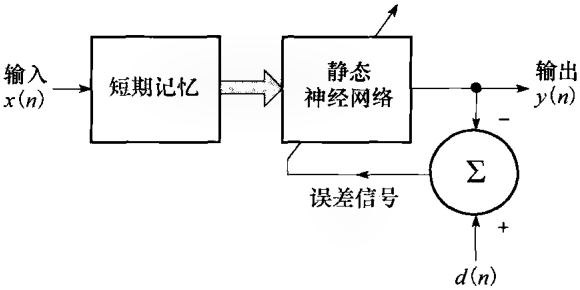 输入
x(n)
短期记忆
静态
神经网络
输出
y(n)
−
Σ
误差信号
+
d(n)